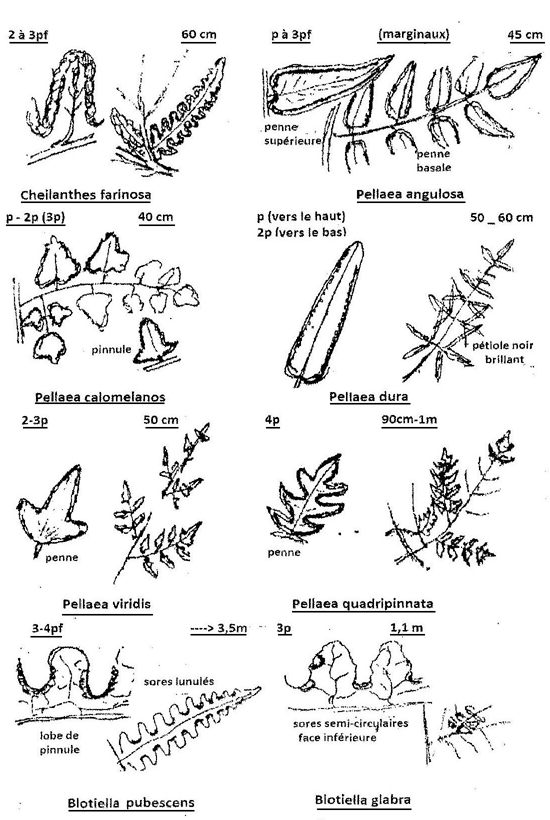 2 à 3pf 60 cm
Cheilanthes farinosa
p à 3pf (marginaux) 45 cm
penne
supérieure
penne
basale
Pellaea angulosa
p - 2p (3p) 40 cm
pinnule
Pellaea calomelanos
p (vers le haut) 50 _ 60 cm
2p (vers le bas)
pétiole noir
brillant
Pellaea dura
2-3p 50 cm
penne
Pellaea viridis
4p 90cm-1m
penne
Pellaea quadripinnata
3-4pf ----> 3,5m
sores lunulés
lobe de
pinnule
Blotiella pubescens
3p 1,1 m
sores semi-circulaires
face inférieure
Blotiella glabra